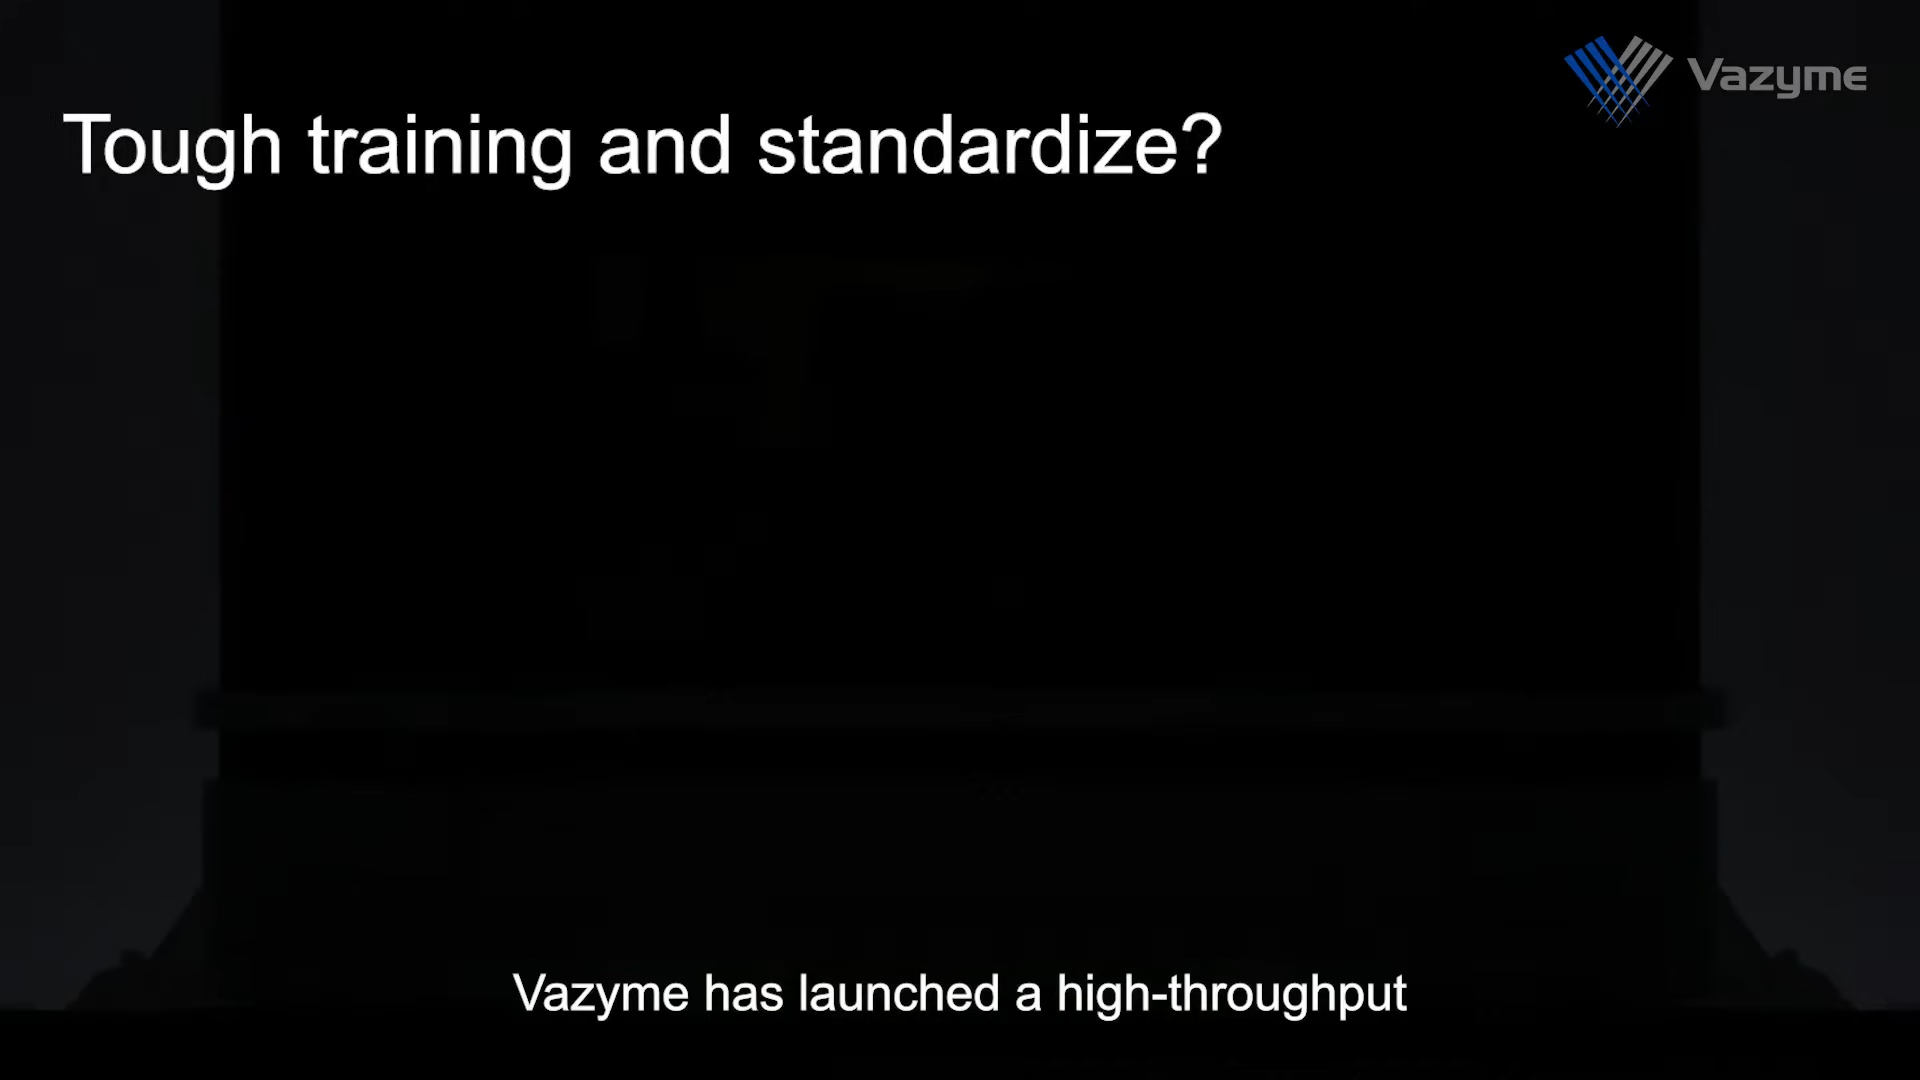 Vazyme
Tough training and standardize?
Vazyme has launched a high-throughput